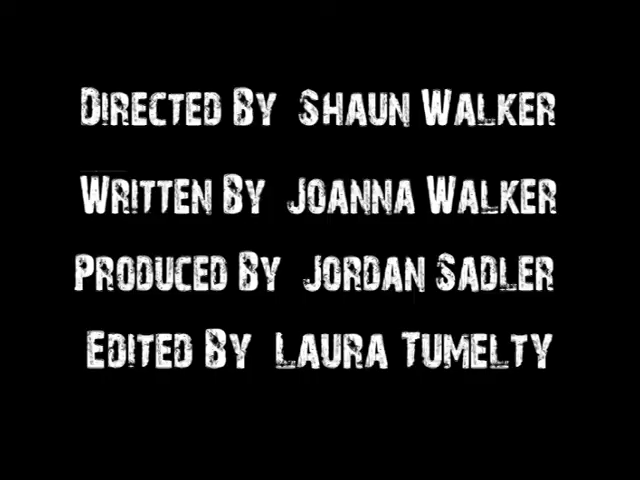 Directed By Shaun Walker
Written By Joanna Walker
Produced By Jordan Sadler
Edited By Laura Tumelty